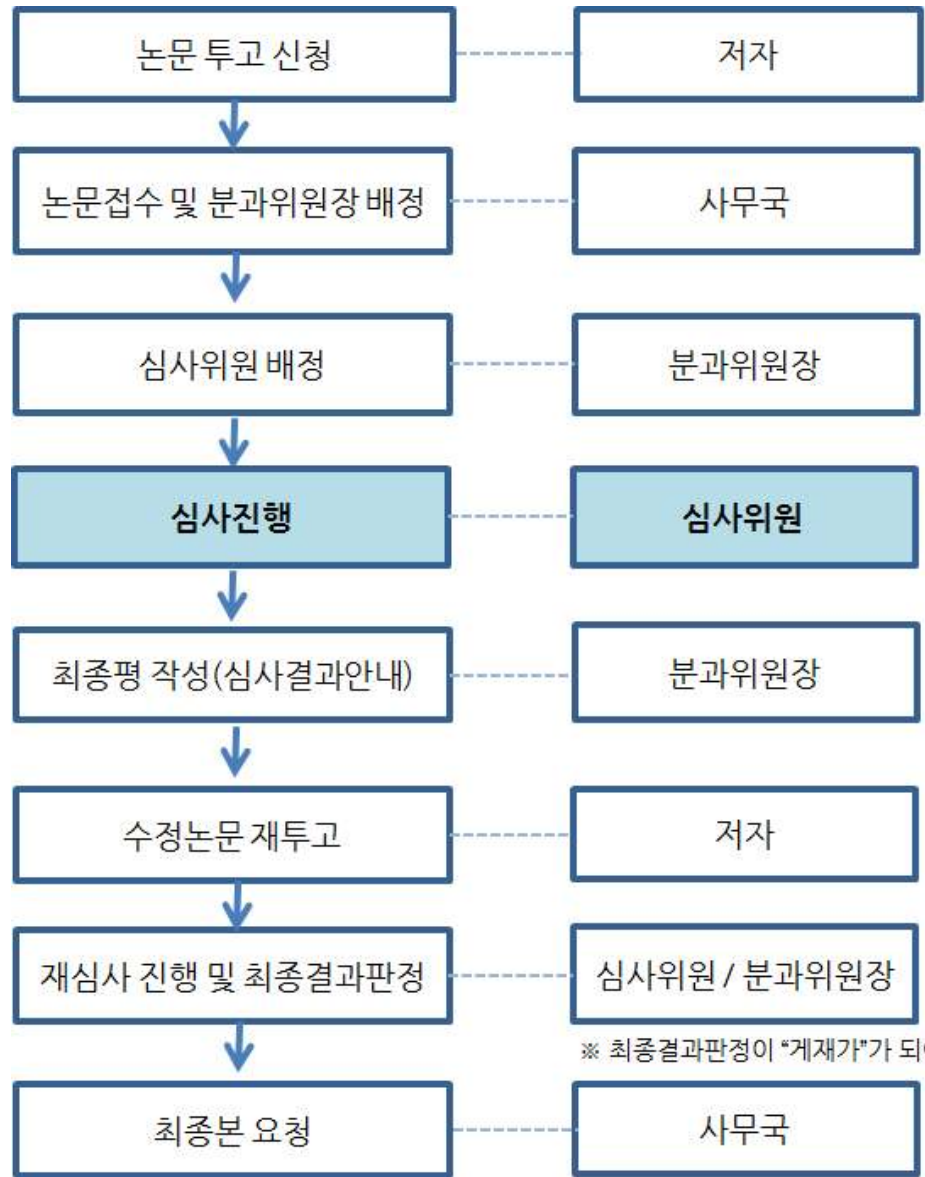 논문 투고 신청 저자
논문접수 및 분과위원장 배정 사무국
심사위원 배정 분과위원장
심사진행 심사위원
최종평 작성(심사결과안내) 분과위원장
수정논문 재투고 저자
재심사 진행 및 최종결과판정 심사위원 / 분과위원장
※ 최종결과판정이 “게재가”가
최종본 요청 사무국